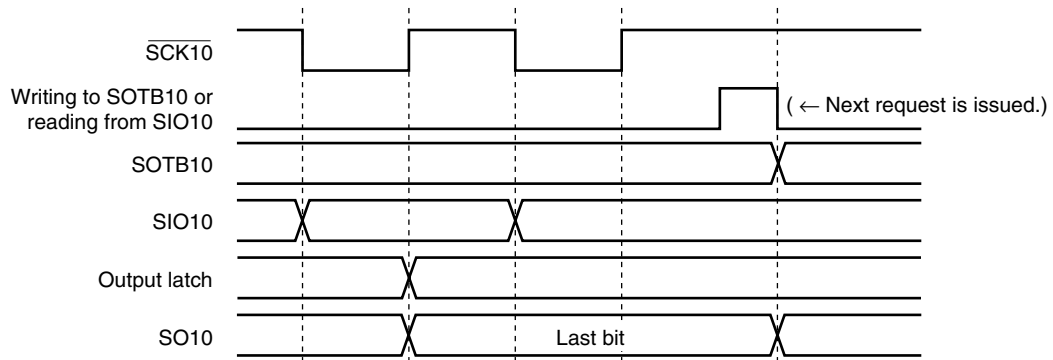 SCK10
Writing to SOTB10 or
reading from SIO10
( ← Next request is issued.)
SOTB10
SIO10
Output latch
SO10
Last bit